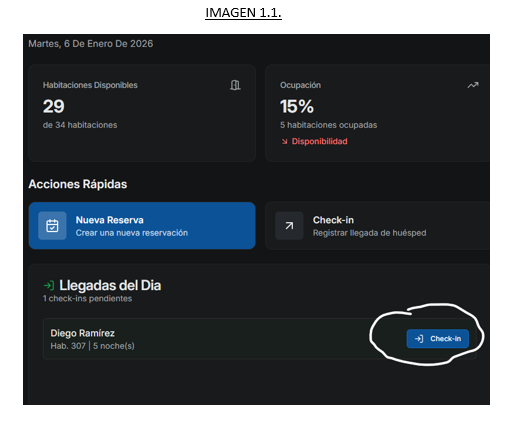 IMAGEN 1.1.
Martes, 6 De Enero De 2026
Habitaciones Disponibles
29
de 34 habitaciones
Ocupación
15%
5 habitaciones ocupadas
Disponibilidad
Acciones Rápidas
Nueva Reserva
Crear una nueva reservación
Check-in
Registrar llegada de huésped
Llegadas del Dia
1 check-ins pendientes
Diego Ramírez
Hab. 307 | 5 noche(s)
Check-in